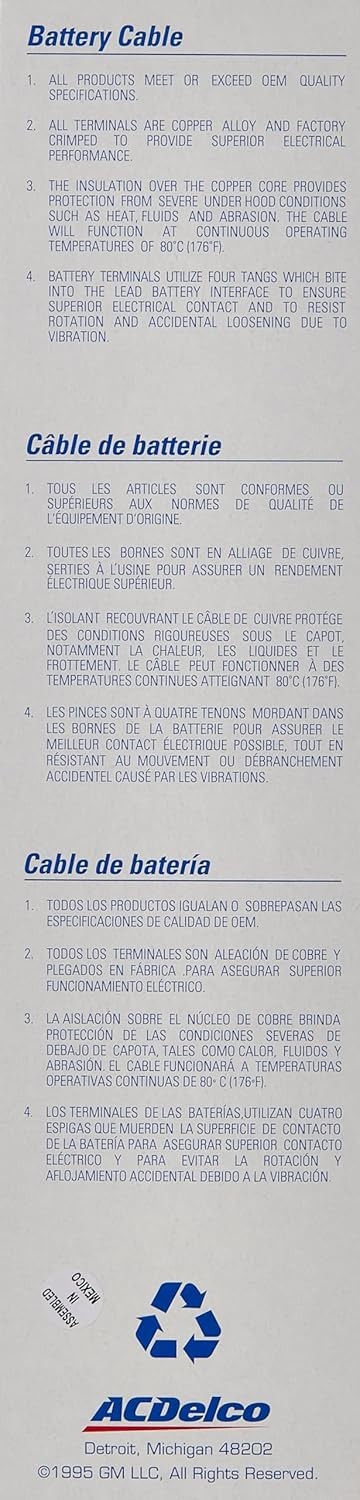 Battery Cable
1. ALL PRODUCTS MEET OR EXCEED OEM QUALITY
SPECIFICATIONS.
2. ALL TERMINALS ARE COPPER ALLOY AND FACTORY
CRIMPED TO PROVIDE SUPERIOR ELECTRICAL
PERFORMANCE.
3. THE INSULATION OVER THE COPPER CORE PROVIDES
PROTECTION FROM SEVERE UNDER HOOD CONDITIONS
SUCH AS HEAT, FLUIDS AND ABRASION. THE CABLE
WILL FUNCTION AT CONTINUOUS OPERATING
TEMPERATURES OF 80°C (176°F).
4. BATTERY TERMINALS UTILIZE FOUR TANGS WHICH BITE
INTO THE LEAD BATTERY INTERFACE TO ENSURE
SUPERIOR ELECTRICAL CONTACT AND TO RESIST
ROTATION AND ACCIDENTAL LOOSENING DUE TO
VIBRATION.
Câble de batterie
1. TOUS LES ARTICLES SONT CONFORMES OU
SUPÉRIEURS AUX NORMES DE QUALITÉ DE
L'ÉQUIPEMENT D'ORIGINE.
2. TOUTES LES BORNES SONT EN ALLIAGE DE CUIVRE,
SERTIES À L'USINE POUR ASSURER UN RENDEMENT
ÉLECTRIQUE SUPÉRIEUR.
3. L'ISOLANT RECOUVRANT LE CÂBLE DE CUIVRE PROTÉGE
DES CONDITIONS RIGOUREUSES SOUS LE CAPOT,
NOTAMMENT LA CHALEUR, LES LIQUIDES ET LE
FROTTEMENT. LE CÂBLE PEUT FONCTIONNER À DES
TEMPERATURES CONTINUES ATTEIGNANT 80°C (176°F).
4. LES PINCES SONT À QUATRE TENONS MORDANT DANS
LES BORNES DE LA BATTERIE POUR ASSURER LE
MEILLEUR CONTACT ÉLECTRIQUE POSSIBLE, TOUT EN
RÉSISTANT AU MOUVEMENT OU DÉBRANCHEMENT
ACCIDENTEL CAUSÉ PAR LES VIBRATIONS.
Cable de batería
1. TODOS LOS PRODUCTOS IGUALAN O SOBREPASAN LAS
ESPECIFICACIONES DE CALIDAD DE OEM.
2. TODOS LOS TERMINALES SON ALEACIÓN DE COBRE Y
PLEGADOS EN FÁBRICA .PARA ASEGURAR SUPERIOR
FUNCIONAMIENTO ELÉCTRICO.
3. LA AISLACIÓN SOBRE EL NÚCLEO DE COBRE BRINDA
PROTECCIÓN DE LAS CONDITIONES SEVERAS DE
DEBAJO DE CAPOTA, TALES COMO CALOR, FLUIDOS Y
ABRASIÓN. EL CABLE FUNCIONARÁ A TEMPERATURAS
OPERATIVAS CONTINUAS DE 80º C (176ºF).
4. LOS TERMINALES DE LAS BATERÍAS,UTILIZAN CUATRO
ESPIGAS QUE MUERDEN LA SUPERFICIE DE CONTACTO
DE LA BATERÍA PARA ASEGURAR SUPERIOR CONTACTO
ELÉCTRICO Y PARA EVITAR LA ROTACIÓN Y
AFLOJAMIENTO ACCIDENTAL DEBIDO A LA VIBRACIÓN.
ASSEMBLED
IN
MEXICO
ACDelco
Detroit, Michigan 48202
©1995 GM LLC, All Rights Reserved.